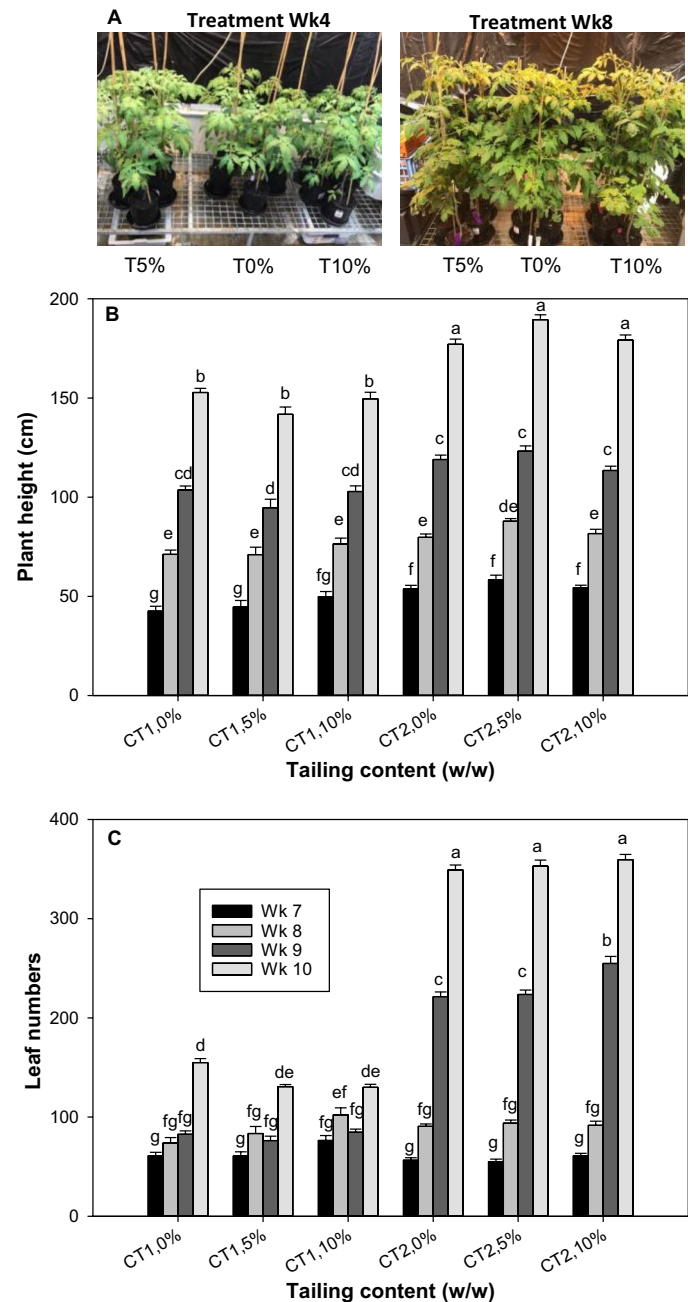 A
Treatment Wk4
Treatment Wk8
T5%
T0%
T10%
T5%
T0%
T10%
B
Plant height (cm)
200
150
100
50
0
g
e
cd
b
g
e
d
b
fg
e
cd
b
f
e
c
a
f
de
c
a
f
e
c
a
CT1,0%
CT1,5%
CT1,10%
CT2,0%
CT2,5%
CT2,10%
Tailing content (w/w)
C
Leaf numbers
400
300
200
100
0
Wk 7
Wk 8
Wk 9
Wk 10
g
fg
fg
d
g
fg
fg
de
fg
ef
fg
de
g
fg
c
a
g
fg
c
a
g
fg
b
a
CT1,0%
CT1,5%
CT1,10%
CT2,0%
CT2,5%
CT2,10%
Tailing content (w/w)